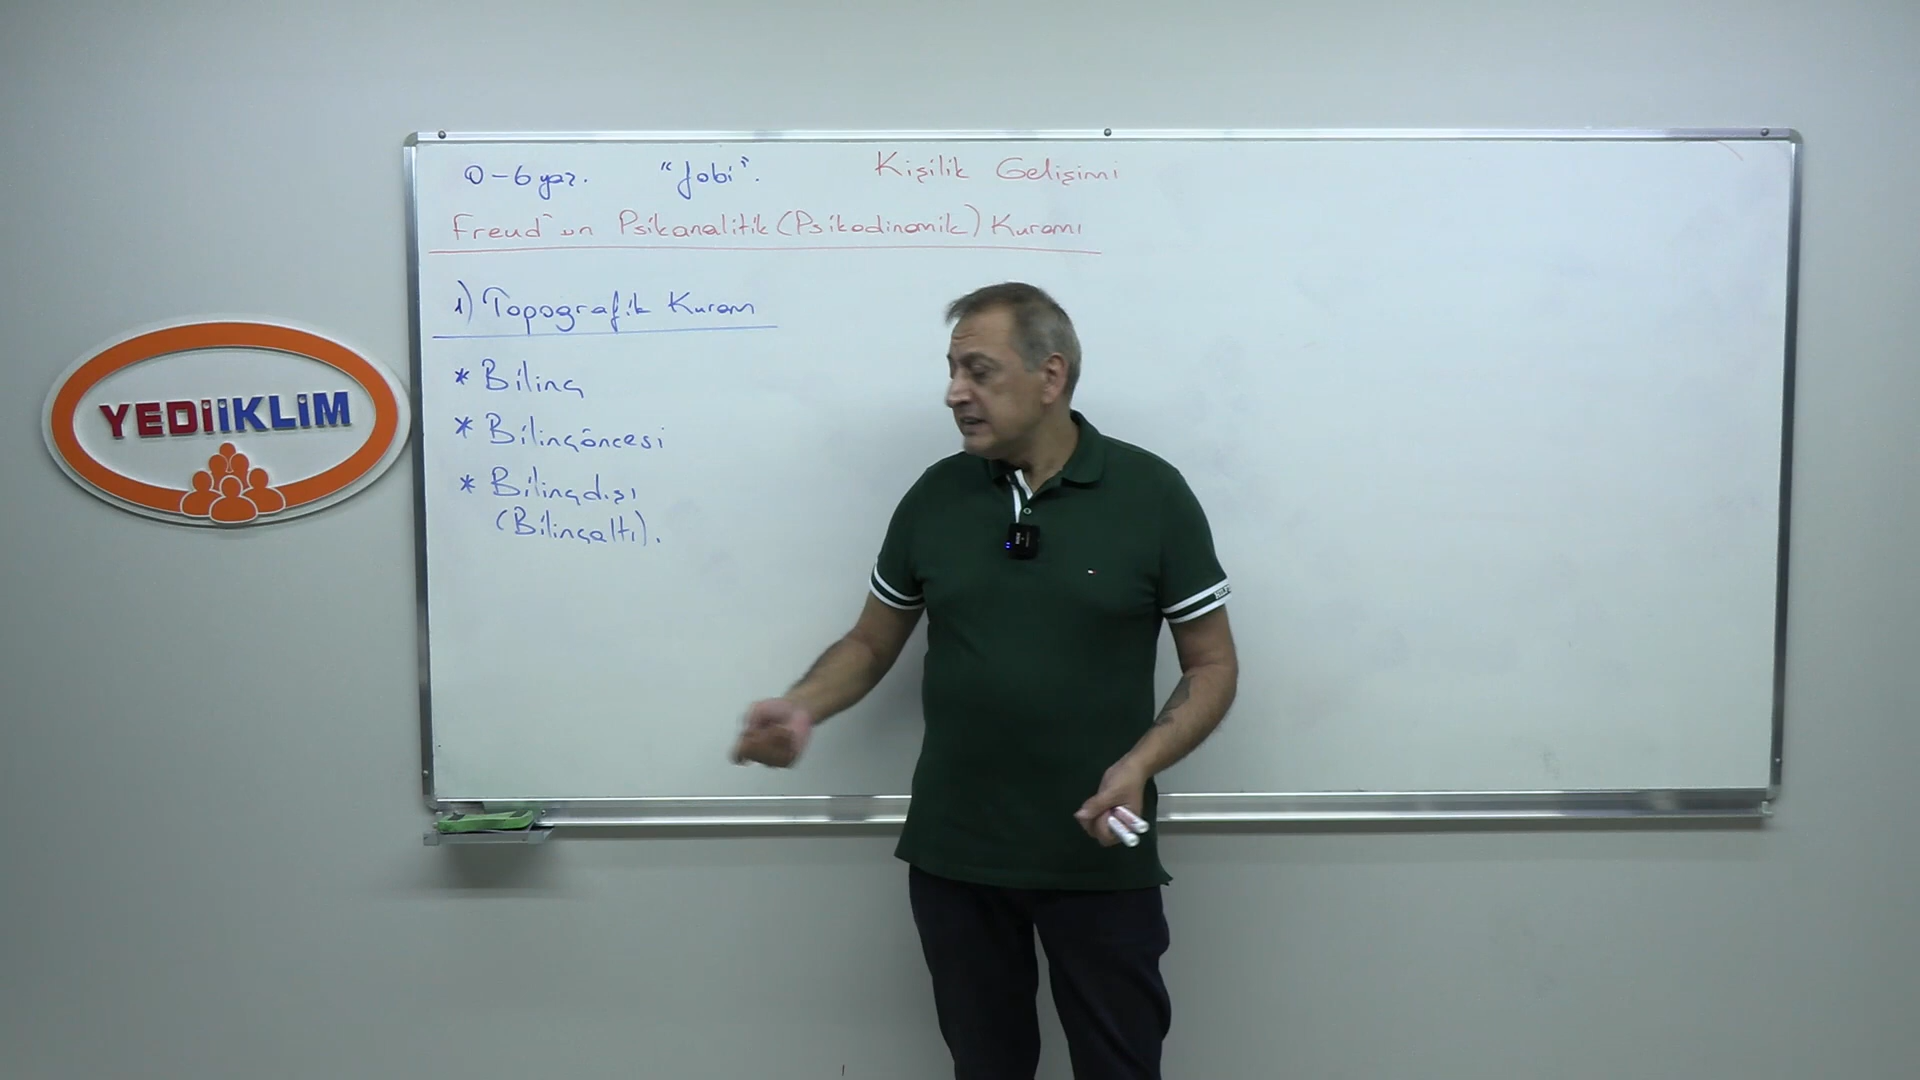 0-6 yaş. "fobi". Kişilik Gelişimi
Freud'un Psikanalitik (Psikodinamik) Kuramı
1) Topografik Kuram
* Bilinç
* Bilinçöncesi
* Bilinçdışı
(Bilinçaltı).
YEDİİKLİM